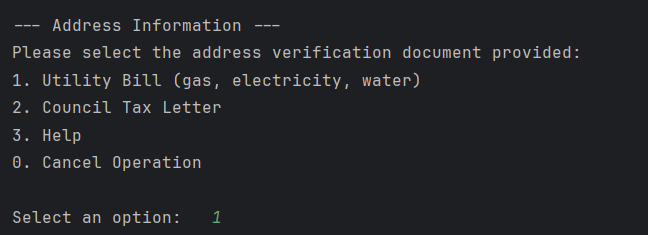 --- Address Information ---
Please select the address verification document provided:
1. Utility Bill (gas, electricity, water)
2. Council Tax Letter
3. Help
0. Cancel Operation
Select an option: 1